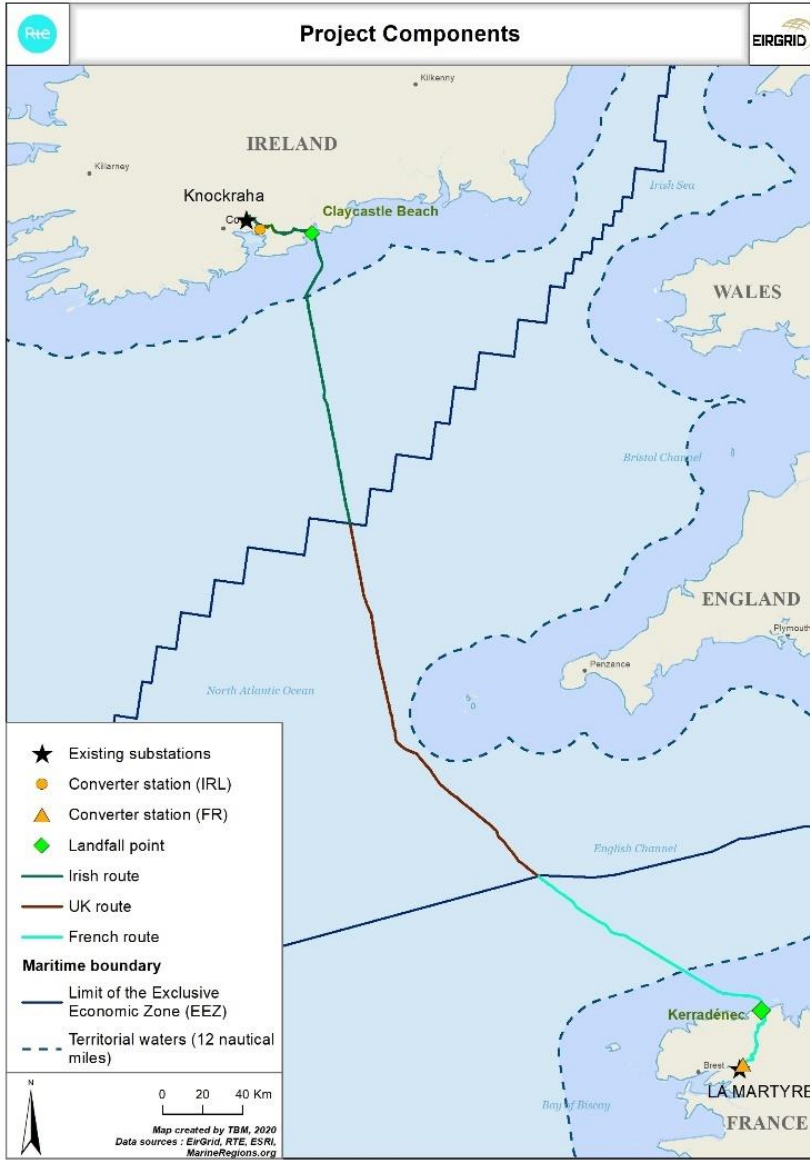 Rte
Project Components
EIRGRID
Kilkenny
IRELAND
Killarney
Irish Sea
Knockraha
Claycastle Beach
WALES
Bristol Channel
ENGLAND
Plymouth
Penzance
North Atlantic Ocean
Existing substations
Converter station (IRL)
Converter station (FR)
Landfall point
Irish route
UK route
French route
Maritime boundary
Limit of the Exclusive
Economic Zone (EEZ)
Territorial waters (12 nautical
miles)
English Channel
Kerradénec
Brest
LA MARTYRE
Bay of Biscay
FRANCE
N
0 20 40 Km
Map created by TBM, 2020
Data sources : EirGrid, RTE, ESRI,
MarineRegions.org